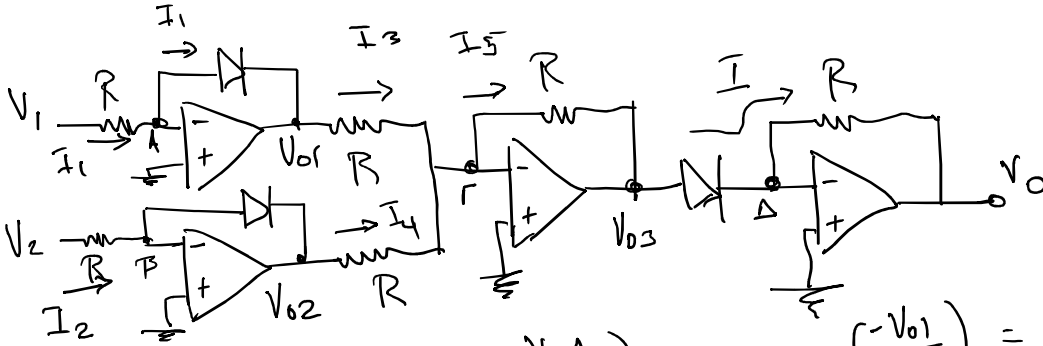 I1
I3
I5
R
I
R
R
V1
I1
A
-
+
V01
R
Γ
-
+
V03
Δ
-
+
V0
V2
R
B
-
+
V02
I4
R
I2
(-V01) =